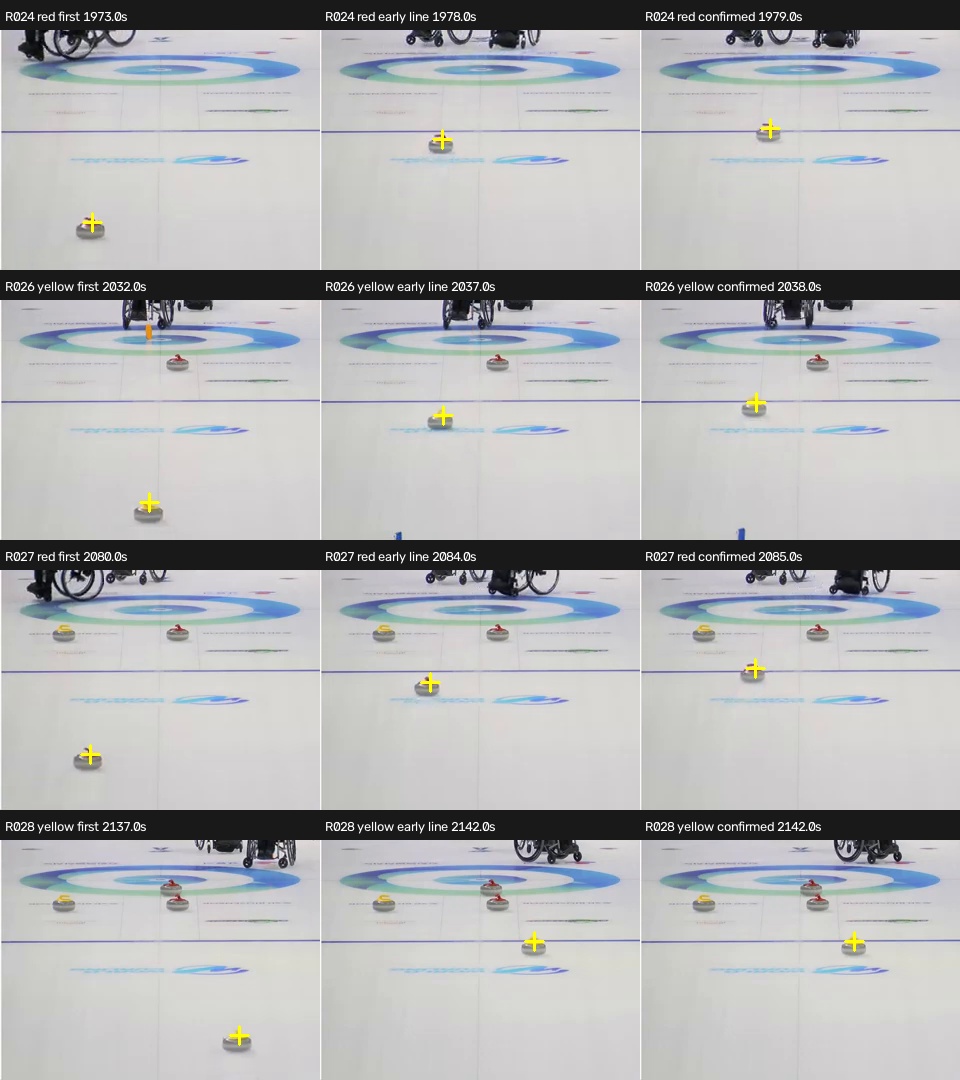 R024 red first 1973.0s
R024 red early line 1978.0s
R024 red confirmed 1979.0s
R026 yellow first 2032.0s
R026 yellow early line 2037.0s
R026 yellow confirmed 2038.0s
R027 red first 2080.0s
R027 red early line 2084.0s
R027 red confirmed 2085.0s
R028 yellow first 2137.0s
R028 yellow early line 2142.0s
R028 yellow confirmed 2142.0s